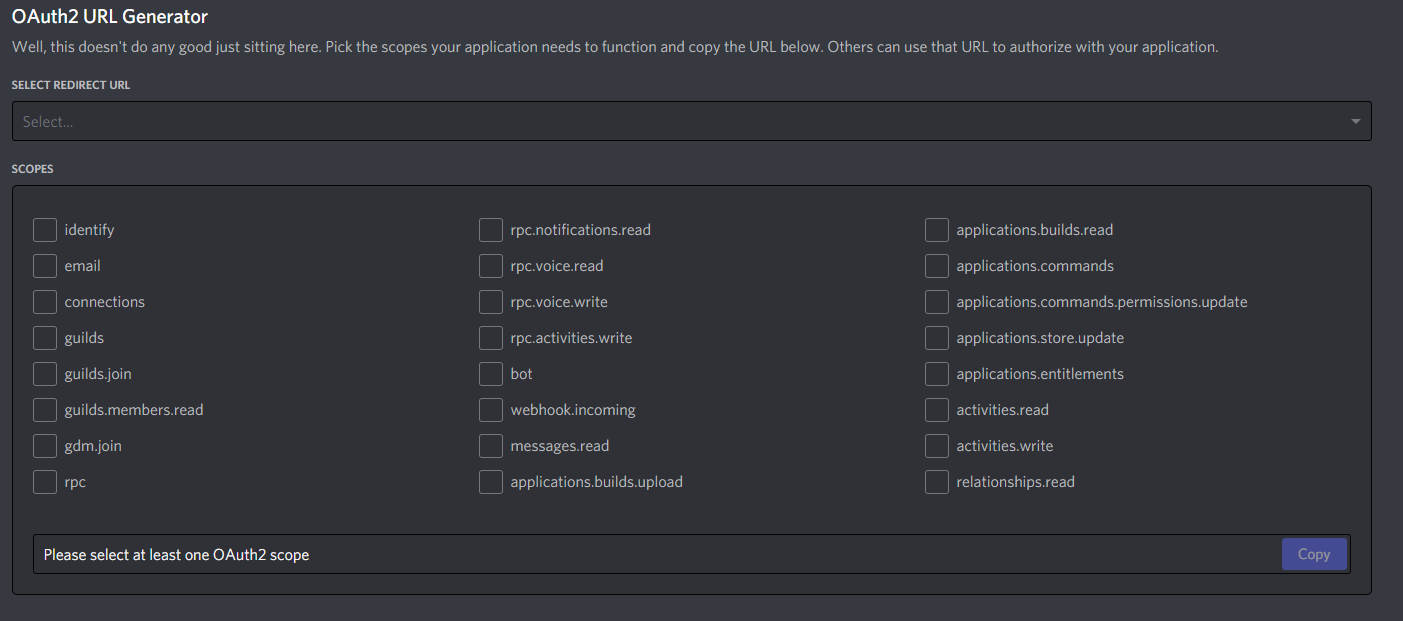 OAuth2 URL Generator
Well, this doesn't do any good just sitting here. Pick the scopes your application needs to function and copy the URL below. Others can use that URL to authorize with your application.
SELECT REDIRECT URL
Select...
SCOPES
identify
email
connections
guilds
guilds.join
guilds.members.read
gdm.join
rpc
rpc.notifications.read
rpc.voice.read
rpc.voice.write
rpc.activities.write
bot
webhook.incoming
messages.read
applications.builds.upload
applications.builds.read
applications.commands
applications.commands.permissions.update
applications.store.update
applications.entitlements
activities.read
activities.write
relationships.read
Please select at least one OAuth2 scope
Copy